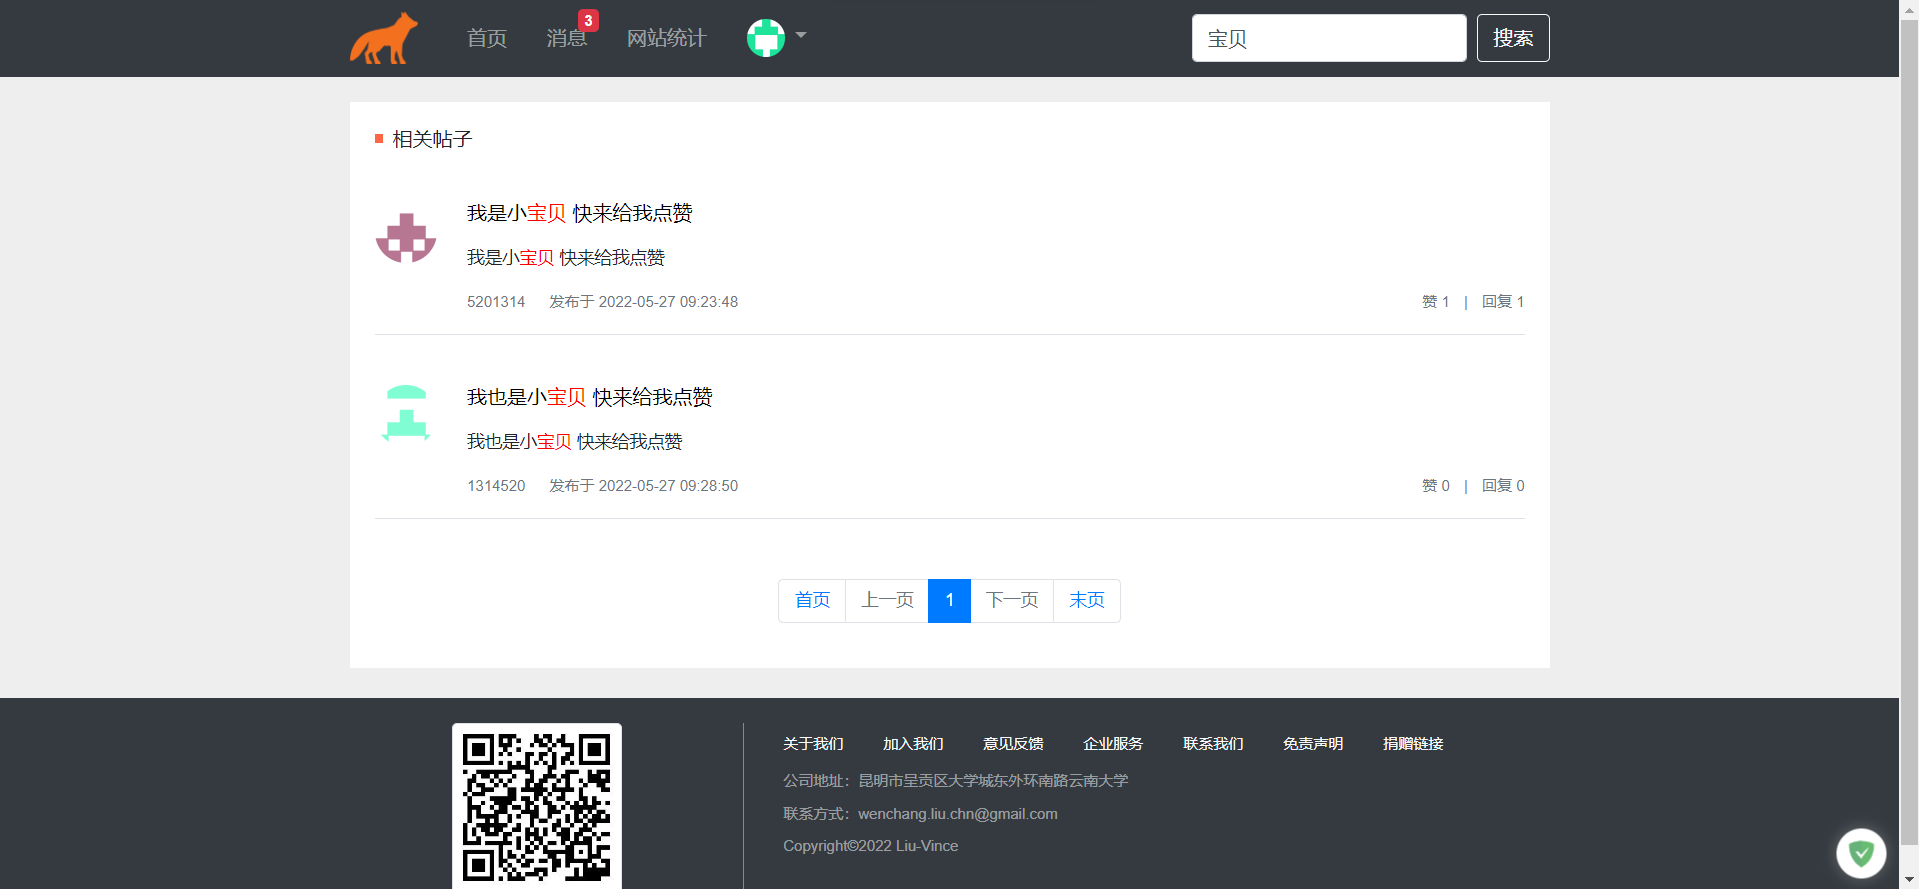 首页 消息 3 网站统计 宝贝 搜索
相关帖子
我是小宝贝 快来给我点赞
我是小宝贝 快来给我点赞
5201314 发布于 2022-05-27 09:23:48 赞 1 | 回复 1
我也是小宝贝 快来给我点赞
我也是小宝贝 快来给我点赞
1314520 发布于 2022-05-27 09:28:50 赞 0 | 回复 0
首页 上一页 1 下一页 末页
关于我们 加入我们 意见反馈 企业服务 联系我们 免责声明 捐赠链接
公司地址：昆明市呈贡区大学城东外环南路云南大学
联系方式：wenchang.liu.chn@gmail.com
Copyright©2022 Liu-Vince